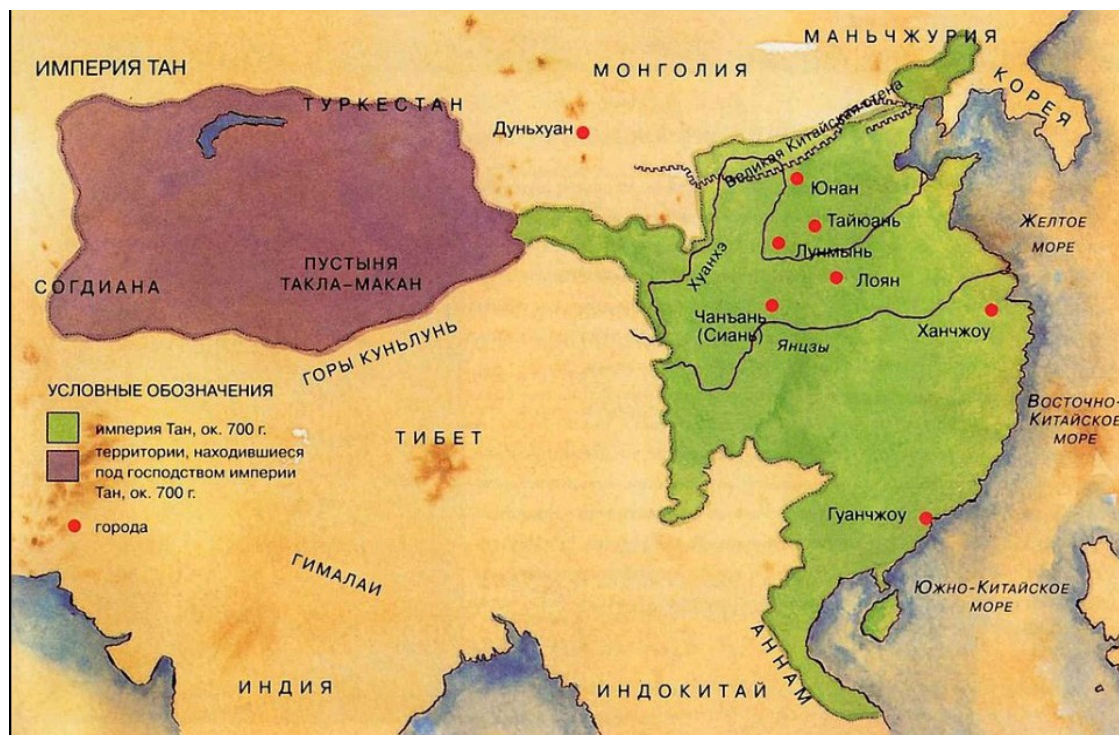 ИМПЕРИЯ ТАН
ТУРКЕСТАН
СОГДИАНА
ПУСТЫНЯ
ТАКЛА-МАКАН
ГОРЫ КУНЬЛУНЬ
МОНГОЛИЯ
МАНЬЧЖУРИЯ
КОРЕЯ
Дуньхуан
Великая Китайская стена
Юнан
Тайюань
Лунмынь
Хуанхэ
Лоян
Чанъань
(Сиань)
Янцзы
Ханчжоу
ЖЕЛТОЕ
МОРЕ
ВОСТОЧНО-
КИТАЙСКОЕ
МОРЕ
УСЛОВНЫЕ ОБОЗНАЧЕНИЯ
империя Тан, ок. 700 г.
территории, находившиеся
под господством империи
Тан, ок. 700 г.
города
ТИБЕТ
ГИМАЛАИ
ИНДИЯ
ИНДОКИТАЙ
АННАМ
Гуанчжоу
ЮЖНО-КИТАЙСКОЕ
МОРЕ